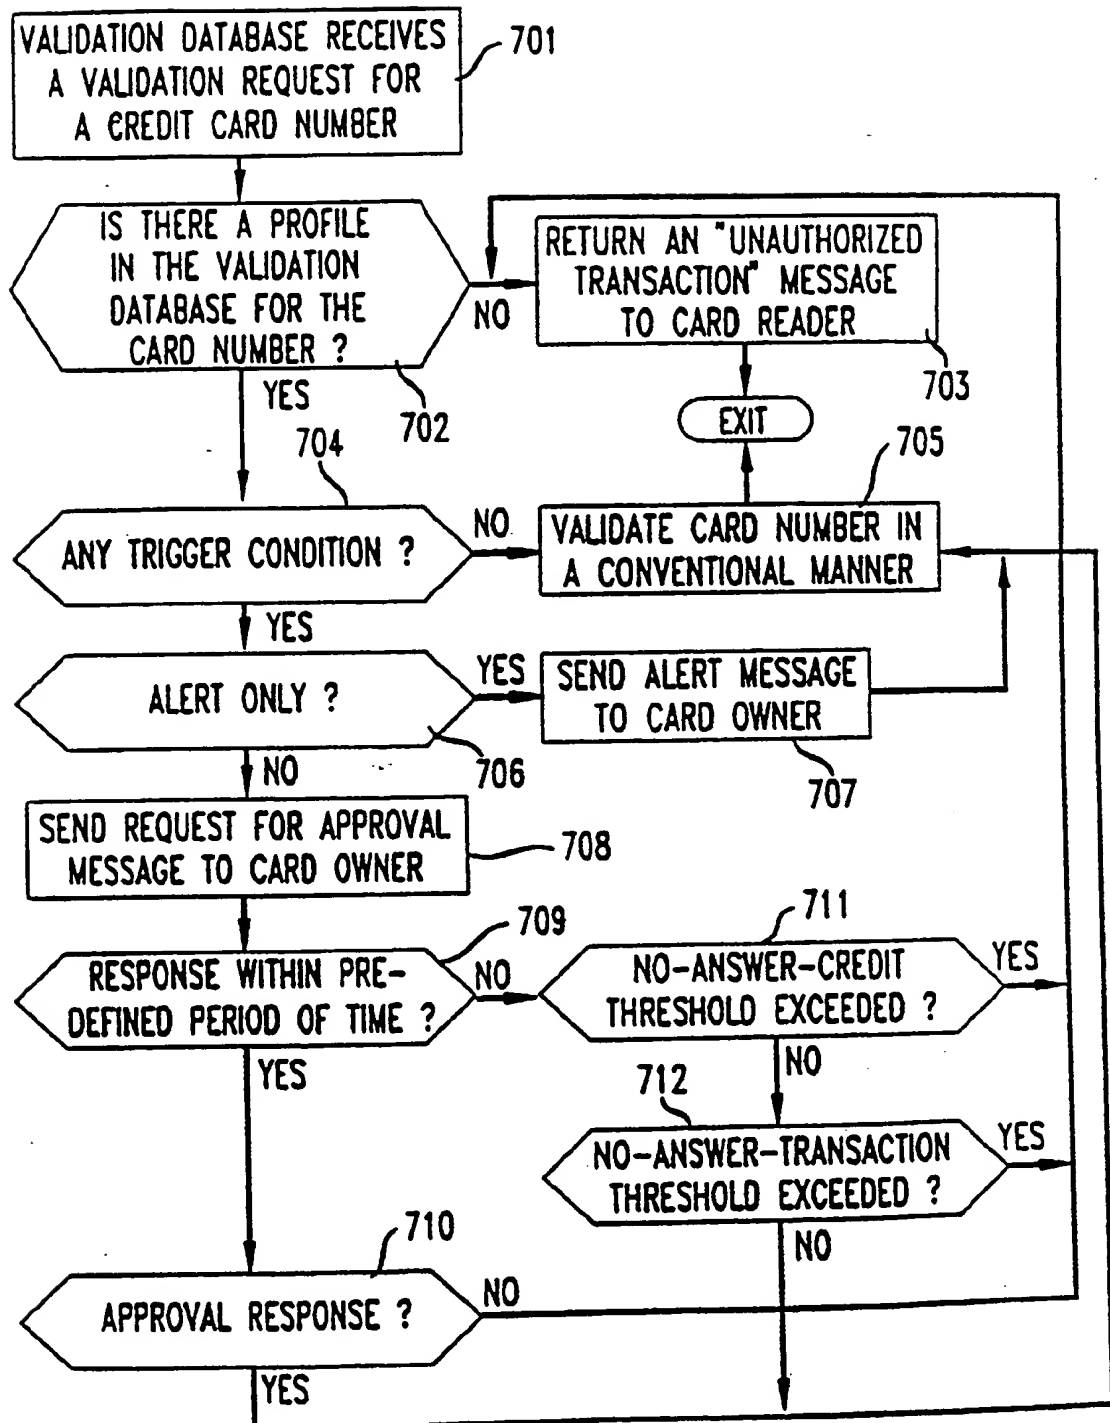 VALIDATION DATABASE RECEIVES
A VALIDATION REQUEST FOR
A CREDIT CARD NUMBER
701
IS THERE A PROFILE
IN THE VALIDATION
DATABASE FOR THE
CARD NUMBER ?
702
NO
RETURN AN "UNAUTHORIZED
TRANSACTION" MESSAGE
TO CARD READER
703
YES
EXIT
704
705
ANY TRIGGER CONDITION ?
NO
VALIDATE CARD NUMBER IN
A CONVENTIONAL MANNER
YES
ALERT ONLY ?
706
YES
SEND ALERT MESSAGE
TO CARD OWNER
707
NO
SEND REQUEST FOR APPROVAL
MESSAGE TO CARD OWNER
708
709
RESPONSE WITHIN PRE-
DEFINED PERIOD OF TIME ?
NO
711
NO-ANSWER-CREDIT
THRESHOLD EXCEEDED ?
YES
YES
NO
712
NO-ANSWER-TRANSACTION
THRESHOLD EXCEEDED ?
YES
NO
710
APPROVAL RESPONSE ?
NO
YES